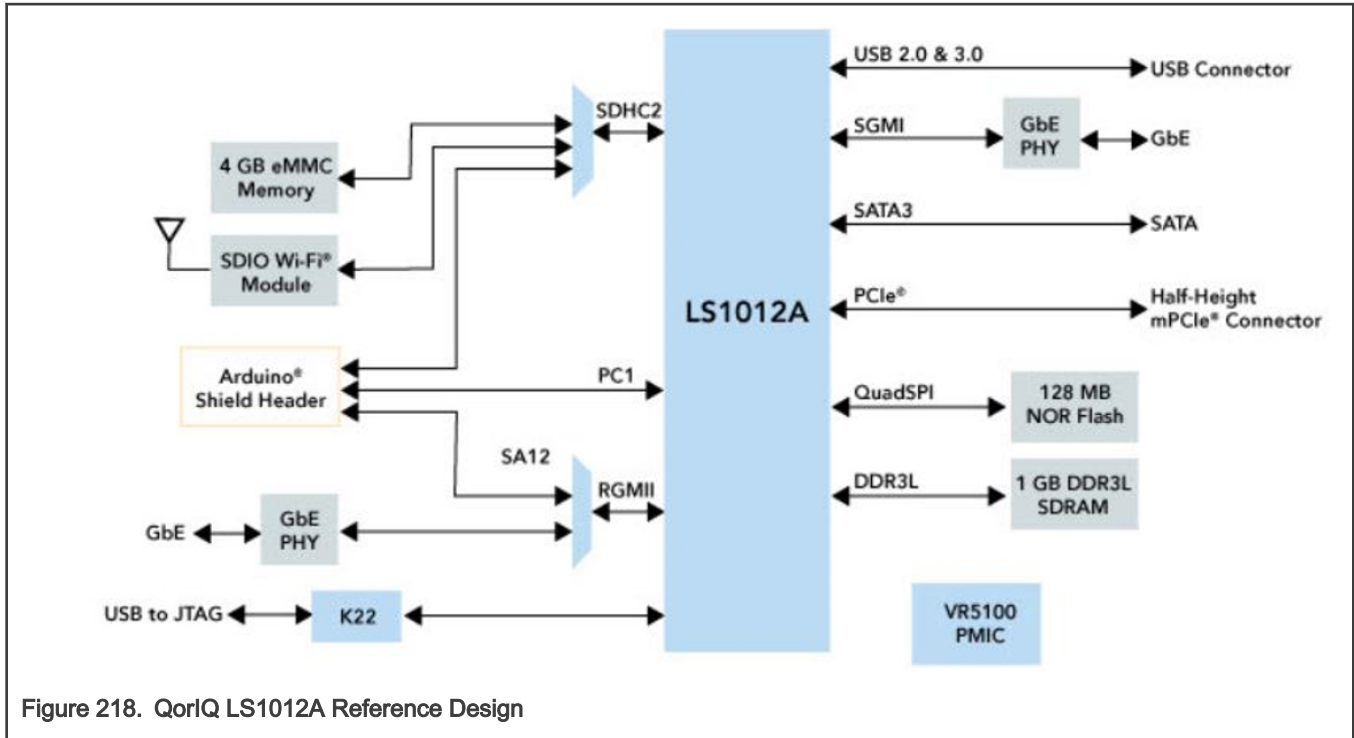 USB 2.0 & 3.0
USB Connector
SDHC2
SGMI
GbE
PHY
GbE
4 GB eMMC
Memory
SATA3
SATA
SDIO Wi-Fi®
Module
PCIe®
Half-Height
mPCIe® Connector
LS1012A
Arduino®
Shield Header
PC1
QuadSPI
128 MB
NOR Flash
SA12
RGMII
DDR3L
1 GB DDR3L
SDRAM
GbE
GbE
PHY
USB to JTAG
K22
VR5100
PMIC
Figure 218. QorIQ LS1012A Reference Design